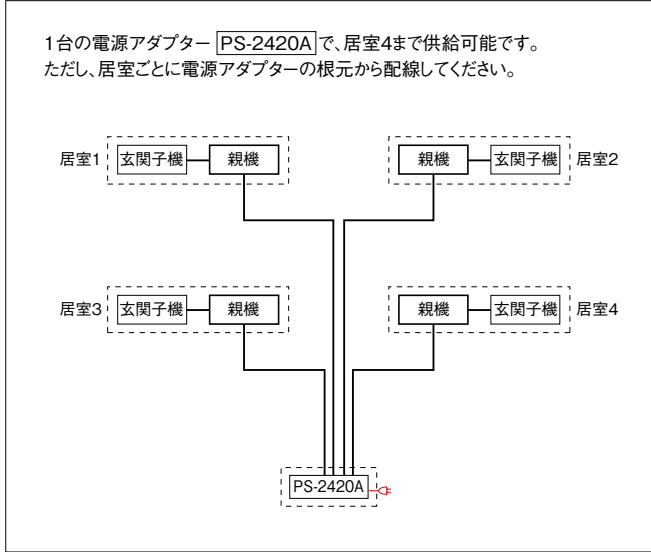 1台の電源アダプター PS-2420A で、居室4まで供給可能です。
ただし、居室ごとに電源アダプターの根元から配線してください。
居室1 玄関子機 親機
親機 玄関子機 居室2
居室3 玄関子機 親機
親機 玄関子機 居室4
PS-2420A